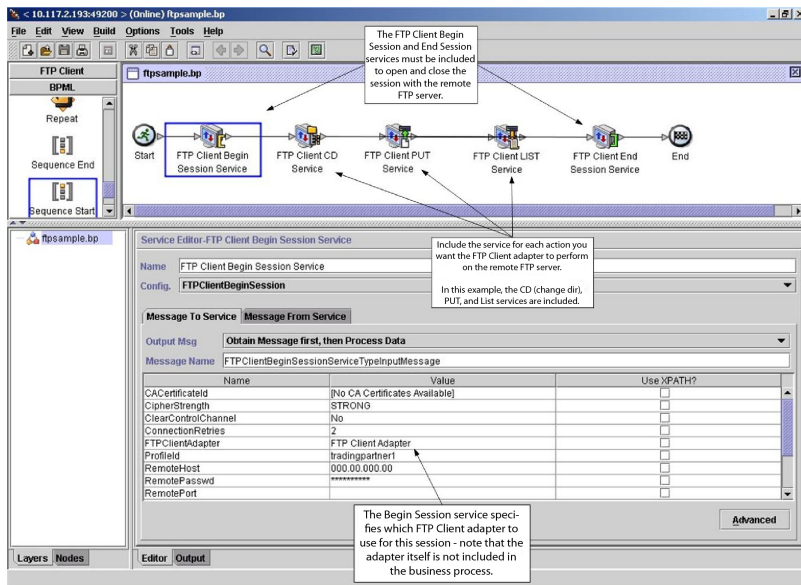 < 10.117.2.193:49200 > (Online) ftpsample.bp
File Edit View Build Options Tools Help
FTP Client
BPML
Repeat
Sequence End
Sequence Start
ftpsample.bp
The FTP Client Begin
Session and End Session
services must be included
to open and close the
session with the remote
FTP server.
Start
FTP Client Begin
Session Service
FTP Client CD
Service
FTP Client PUT
Service
FTP Client LIST
Service
FTP Client End
Session Service
End
Include the service for each action you
want the FTP Client adapter to perform
on the remote FTP server.
In this example, the CD (change dir),
PUT, and List services are included.
ftpsample.bp
Service Editor-FTP Client Begin Session Service
Name FTP Client Begin Session Service
Config. FTPClientBeginSession
Message To Service Message From Service
Output Msg Obtain Message first, then Process Data
Message Name FTPClientBeginSessionServiceTypeInputMessage
Name Value Use XPATH?
CACertificateId [No CA Certificates Available]
CipherStrength STRONG
ClearControlChannel No
ConnectionRetries 2
FTPClientAdapter FTP Client Adapter
ProfileId tradingpartner1
RemoteHost 000.00.000.00
RemotePasswd **********
RemotePort
The Begin Session service speci-
fies which FTP Client adapter to
use for this session - note that the
adapter itself is not included in
the business process.
Advanced
Layers Nodes
Editor Output